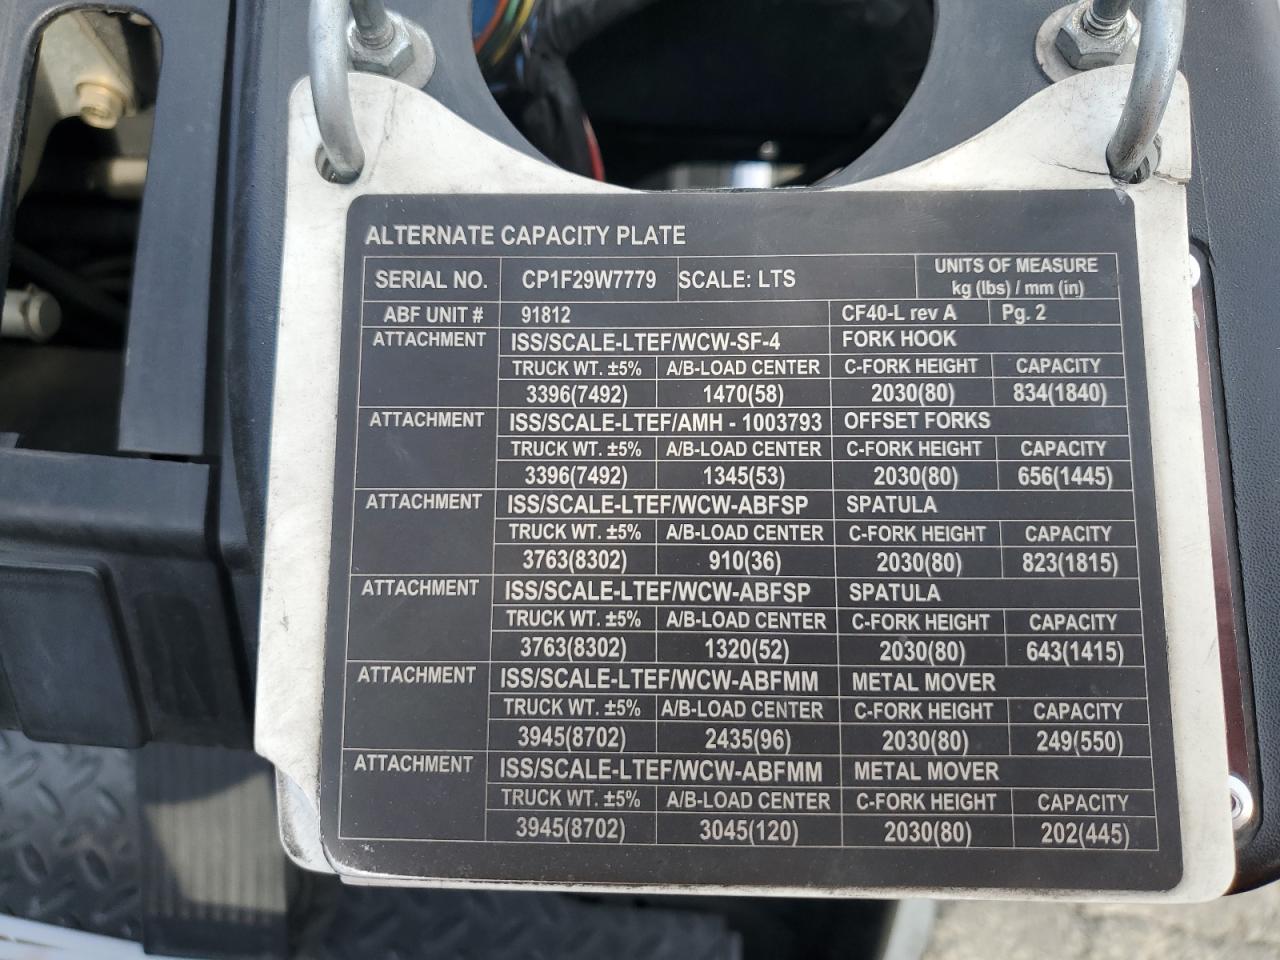 ALTERNATE CAPACITY PLATE
SERIAL NO. CP1F29W7779 SCALE: LTS UNITS OF MEASURE
kg (lbs) / mm (in)
ABF UNIT # 91812 CF40-L rev A Pg. 2
ATTACHMENT ISS/SCALE-LTEF/WCW-SF-4 FORK HOOK
TRUCK WT. ±5% A/B-LOAD CENTER C-FORK HEIGHT CAPACITY
3396(7492) 1470(58) 2030(80) 834(1840)
ATTACHMENT ISS/SCALE-LTEF/AMH - 1003793 OFFSET FORKS
TRUCK WT. ±5% A/B-LOAD CENTER C-FORK HEIGHT CAPACITY
3396(7492) 1345(53) 2030(80) 656(1445)
ATTACHMENT ISS/SCALE-LTEF/WCW-ABFSP SPATULA
TRUCK WT. ±5% A/B-LOAD CENTER C-FORK HEIGHT CAPACITY
3763(8302) 910(36) 2030(80) 823(1815)
ATTACHMENT ISS/SCALE-LTEF/WCW-ABFSP SPATULA
TRUCK WT. ±5% A/B-LOAD CENTER C-FORK HEIGHT CAPACITY
3763(8302) 1320(52) 2030(80) 643(1415)
ATTACHMENT ISS/SCALE-LTEF/WCW-ABFMM METAL MOVER
TRUCK WT. ±5% A/B-LOAD CENTER C-FORK HEIGHT CAPACITY
3945(8702) 2435(96) 2030(80) 249(550)
ATTACHMENT ISS/SCALE-LTEF/WCW-ABFMM METAL MOVER
TRUCK WT. ±5% A/B-LOAD CENTER C-FORK HEIGHT CAPACITY
3945(8702) 3045(120) 2030(80) 202(445)